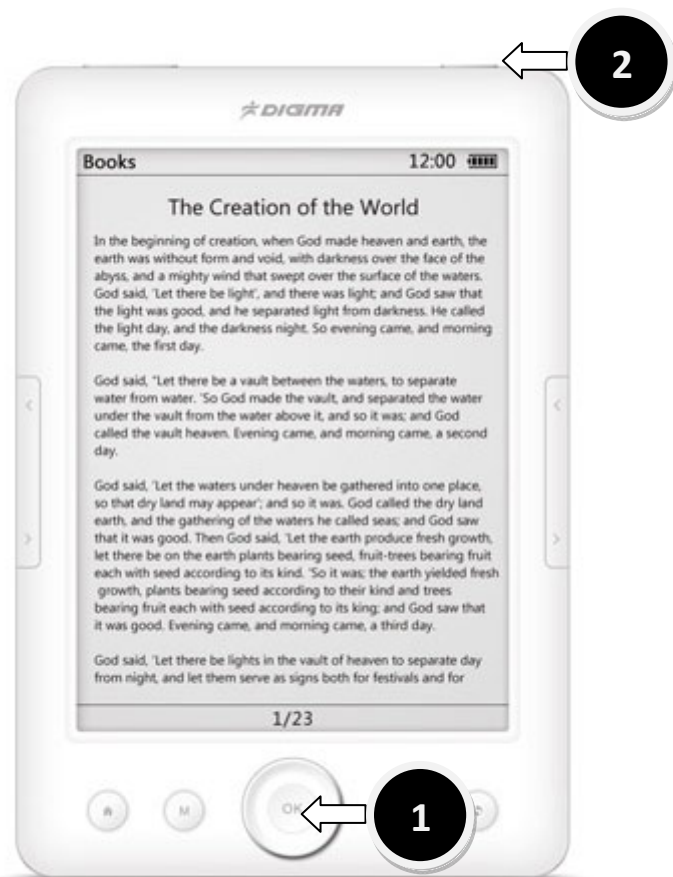 2
DIGMA
Books 12:00
The Creation of the World
In the beginning of creation, when God made heaven and earth, the
earth was without form and void, with darkness over the face of the
abyss, and a mighty wind that swept over the surface of the waters.
God said, 'Let there be light', and there was light; and God saw that
the light was good, and he separated light from darkness. He called
the light day, and the darkness night. So evening came, and morning
came, the first day.
God said, "Let there be a vault between the waters, to separate
water from water. 'So God made the vault, and separated the water
under the vault from the water above it, and so it was; and God
called the vault heaven. Evening came, and morning came, a second
day.
God said, 'Let the waters under heaven be gathered into one place,
so that dry land may appear'; and so it was. God called the dry land
earth, and the gathering of the waters he called seas; and God saw
that it was good. Then God said, 'Let the earth produce fresh growth,
let there be on the earth plants bearing seed, fruit-trees bearing fruit
each with seed according to its kind. 'So it was; the earth yielded fresh
growth, plants bearing seed according to their kind and trees
bearing fruit each with seed according to its king; and God saw that
it was good. Evening came, and morning came, a third day.
God said, 'Let there be lights in the vault of heaven to separate day
from night, and let them serve as signs both for festivals and for
1/23
M OK 1